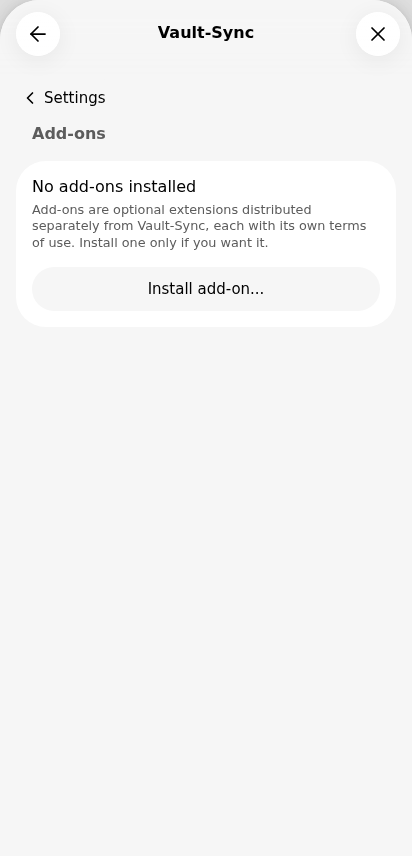 Vault-Sync
Settings
Add-ons
No add-ons installed
Add-ons are optional extensions distributed
separately from Vault-Sync, each with its own terms
of use. Install one only if you want it.
Install add-on...